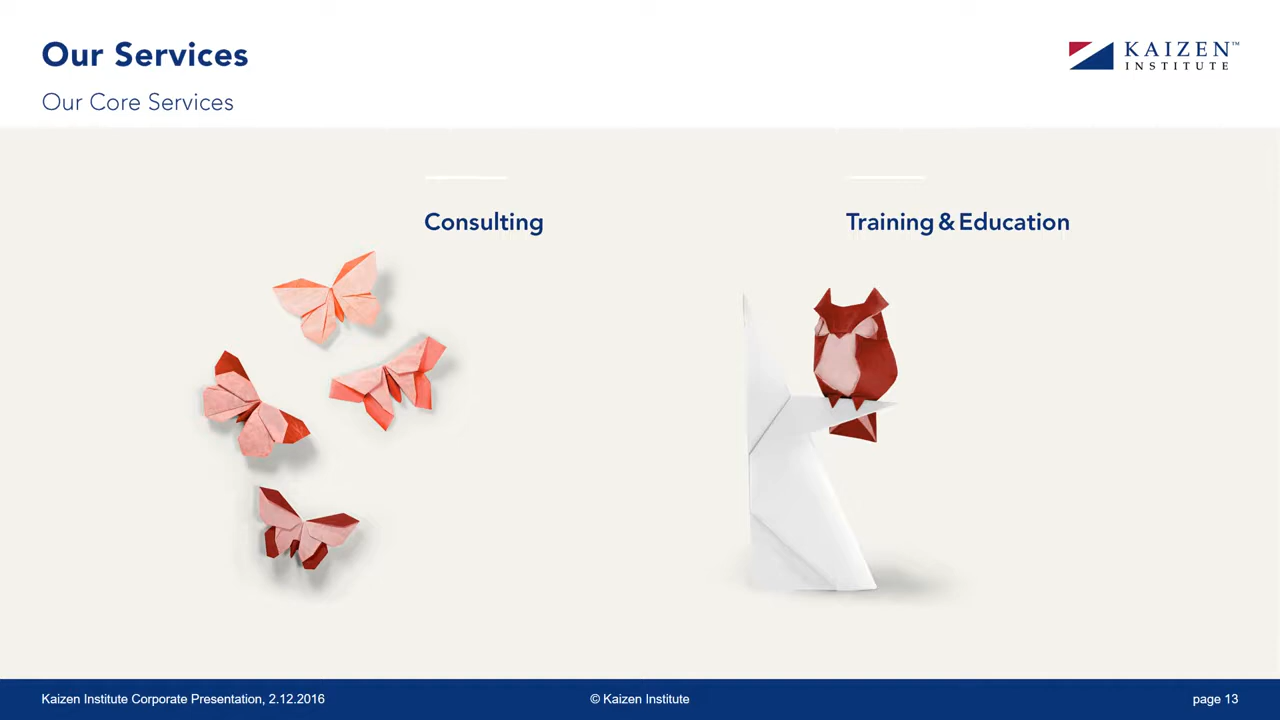 Our Services
KAIZEN™
INSTITUTE
Our Core Services
Consulting
Training & Education
Kaizen Institute Corporate Presentation, 2.12.2016
© Kaizen Institute
page 13